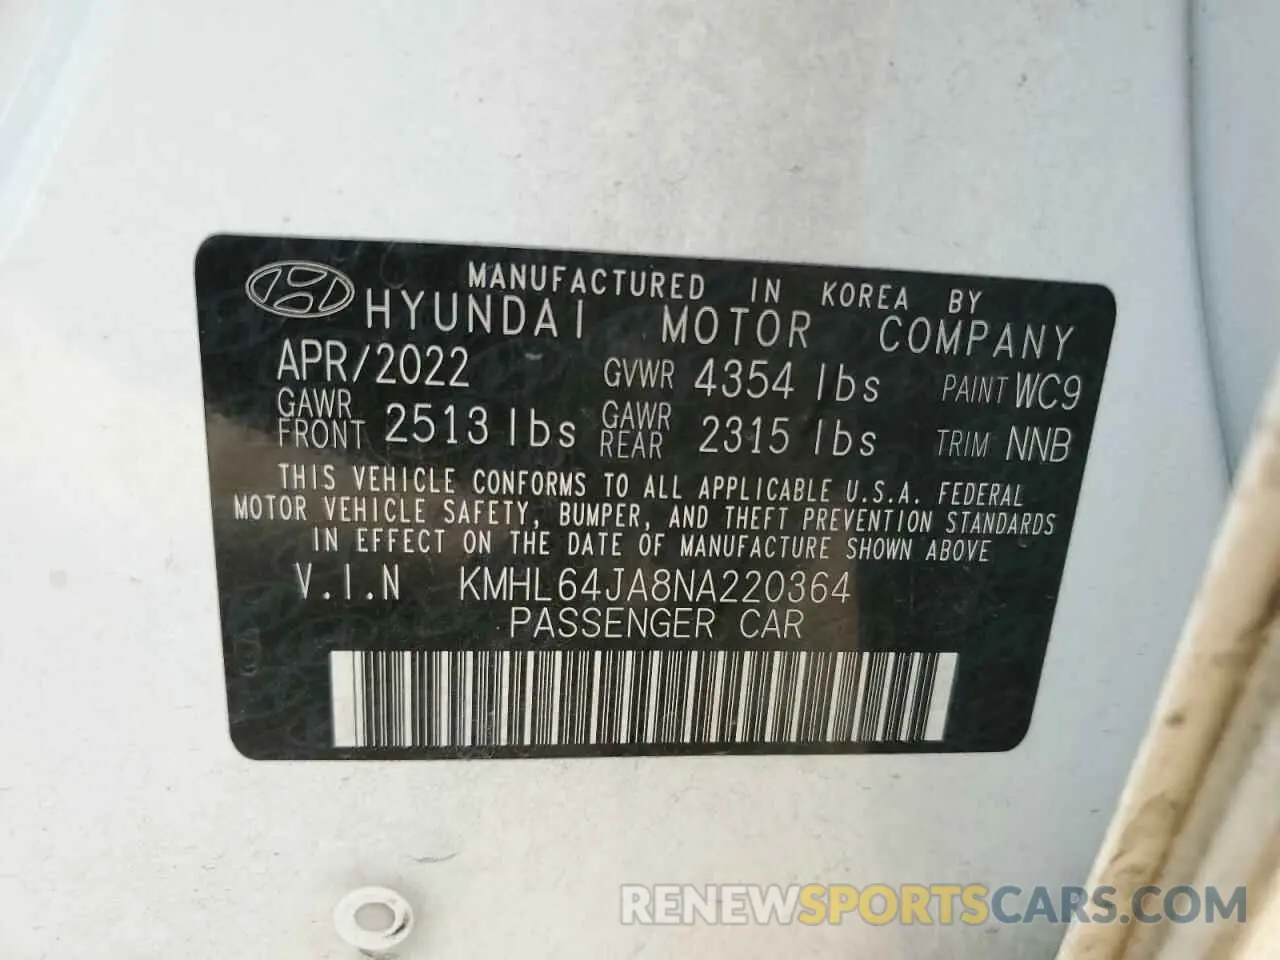 MANUFACTURED IN KOREA BY
HYUNDAI MOTOR COMPANY
APR/2022 GVWR 4354 lbs PAINT WC9
GAWR FRONT 2513 lbs GAWR REAR 2315 lbs TRIM NNB
THIS VEHICLE CONFORMS TO ALL APPLICABLE U.S.A. FEDERAL
MOTOR VEHICLE SAFETY, BUMPER, AND THEFT PREVENTION STANDARDS
IN EFFECT ON THE DATE OF MANUFACTURE SHOWN ABOVE
V.I.N KMHL64JA8NA220364
PASSENGER CAR
RENEWSPORTSCARS.COM